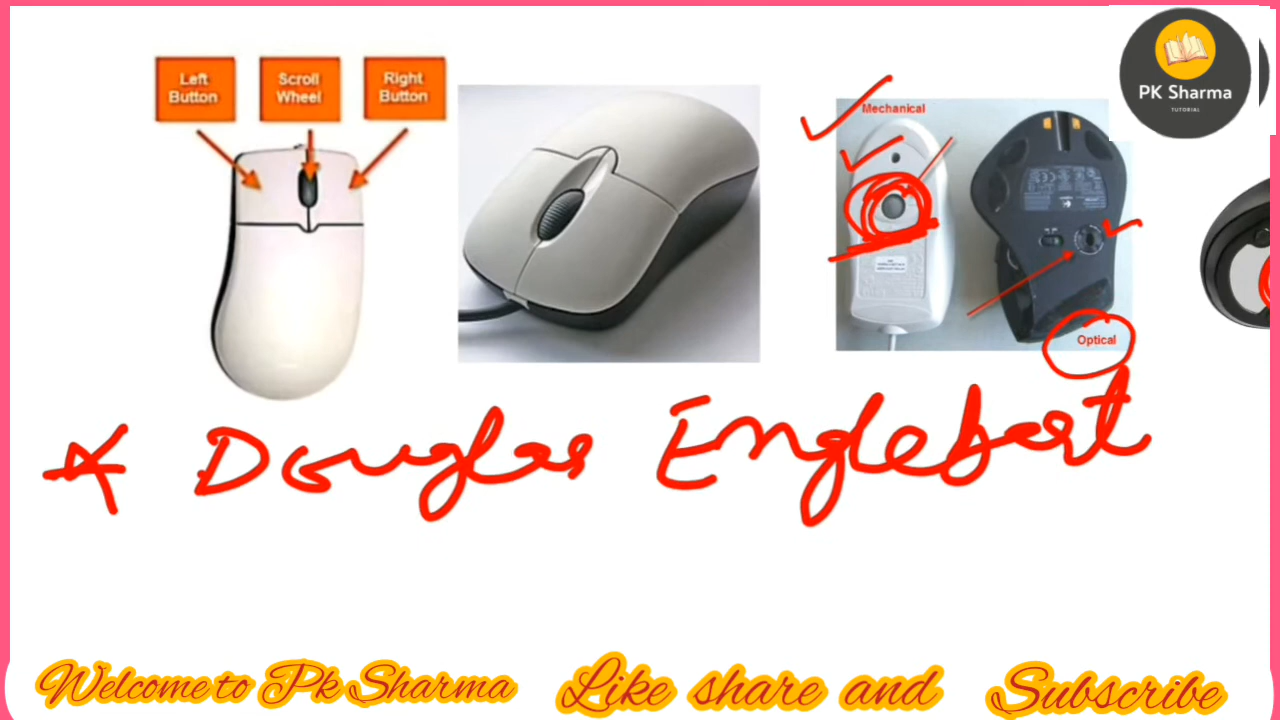 Left Button
Scroll Wheel
Right Button
Mechanical
PK Sharma
TUTORIAL
Optical
Douglas Englebart
Welcome to Pk Sharma Like share and Subscribe